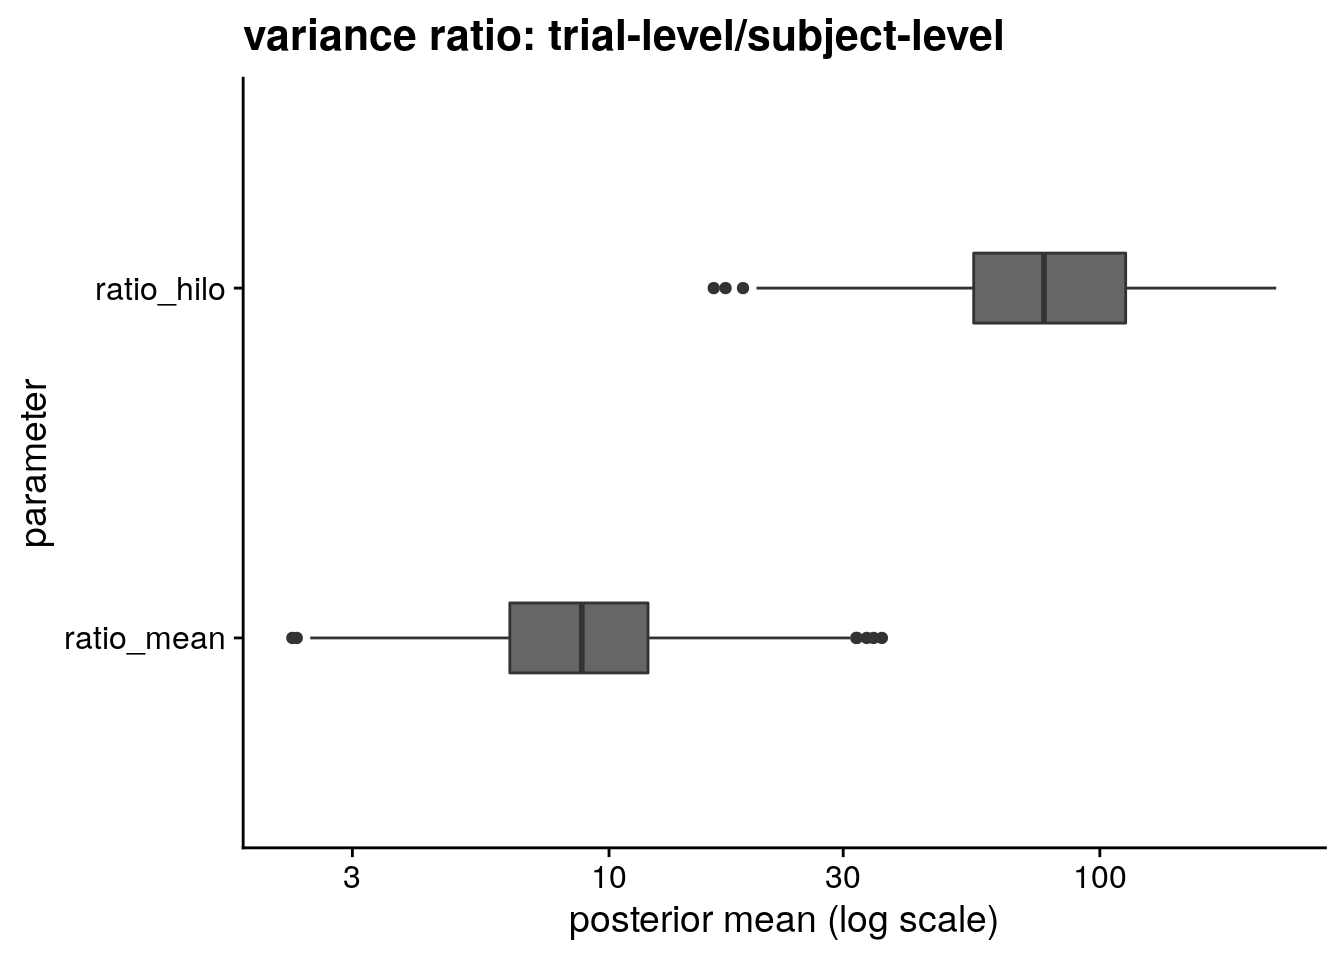 variance ratio: trial-level/subject-level
ratio_hilo
parameter
ratio_mean
3 10 30 100
posterior mean (log scale)